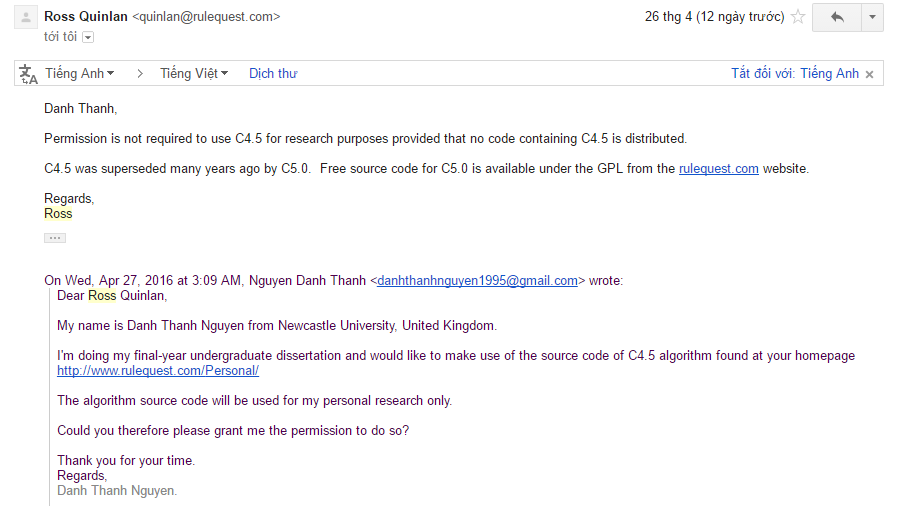 Ross Quinlan <quinlan@rulequest.com>
26 thg 4 (12 ngày trước)
tới tôi
Tiếng Anh > Tiếng Việt Dịch thư
Tắt đối với: Tiếng Anh ×
Danh Thanh,
Permission is not required to use C4.5 for research purposes provided that no code containing C4.5 is distributed.
C4.5 was superseded many years ago by C5.0.  Free source code for C5.0 is available under the GPL from the rulequest.com website.
Regards,
Ross
On Wed, Apr 27, 2016 at 3:09 AM, Nguyen Danh Thanh <danhthanhnguyen1995@gmail.com> wrote:
Dear Ross Quinlan,
My name is Danh Thanh Nguyen from Newcastle University, United Kingdom.
I'm doing my final-year undergraduate dissertation and would like to make use of the source code of C4.5 algorithm found at your homepage
http://www.rulequest.com/Personal/
The algorithm source code will be used for my personal research only.
Could you therefore please grant me the permission to do so?
Thank you for your time.
Regards,
Danh Thanh Nguyen.